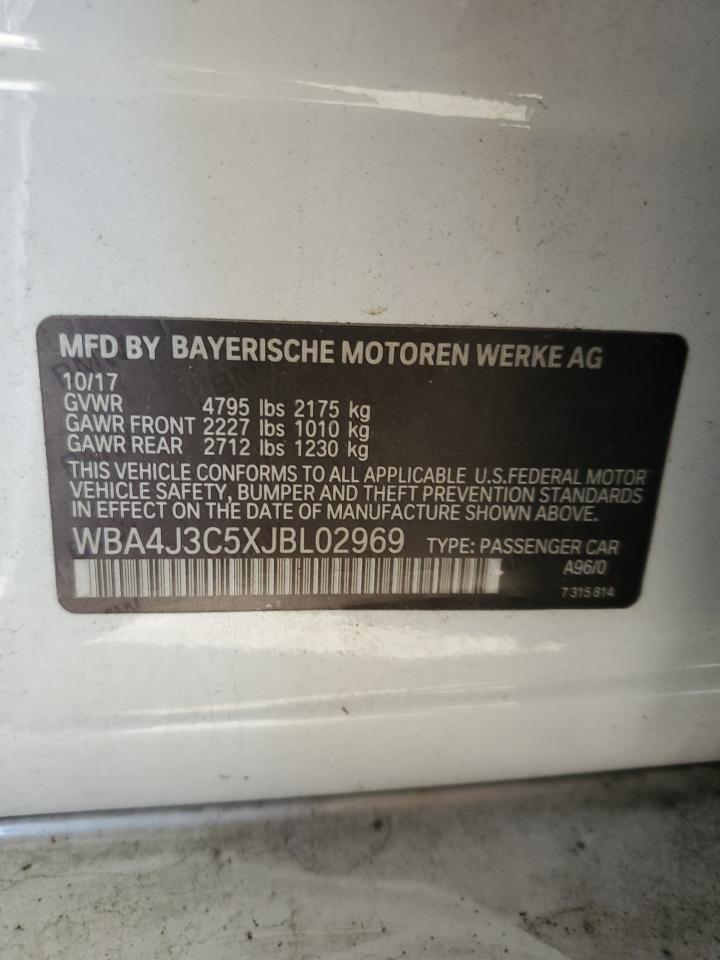 MFD BY BAYERISCHE MOTOREN WERKE AG
10/17
GVWR 4795 lbs 2175 kg
GAWR FRONT 2227 lbs 1010 kg
GAWR REAR 2712 lbs 1230 kg
THIS VEHICLE CONFORMS TO ALL APPLICABLE U.S.FEDERAL MOTOR
VEHICLE SAFETY, BUMPER AND THEFT PREVENTION STANDARDS
IN EFFECT ON THE DATE OF MANUFACTURE SHOWN ABOVE.
WBA4J3C5XJBL02969 TYPE: PASSENGER CAR
A96/0
7 315 814